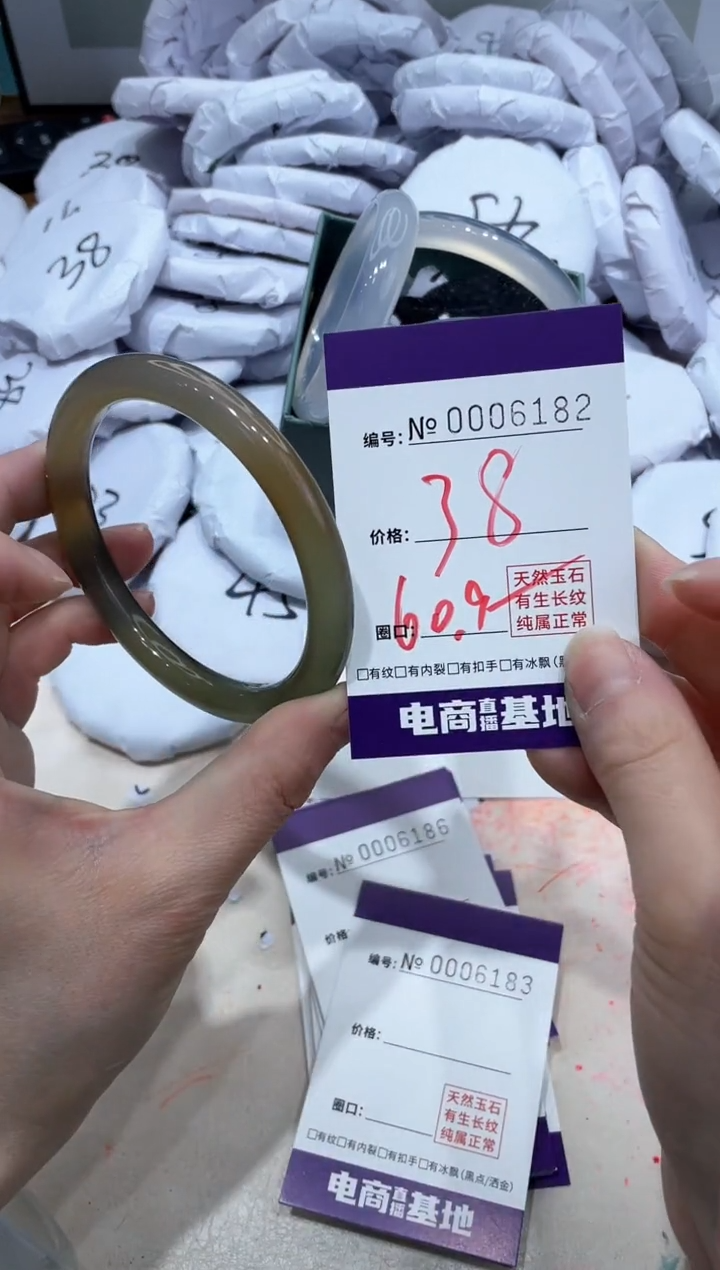 20
16
38
45
43
编号: № 0006182
价格: 38
圈口: 60.9
天然玉石
有生长纹
纯属正常
□有纹□有内裂□有扣手□有冰飘(
电商直播基地
编号: № 0006186
价格
编号: № 0006183
价格:
圈口:
天然玉石
有生长纹
纯属正常
□有纹□有内裂□有扣手□有冰飘(黑点/洒金)
电商直播基地